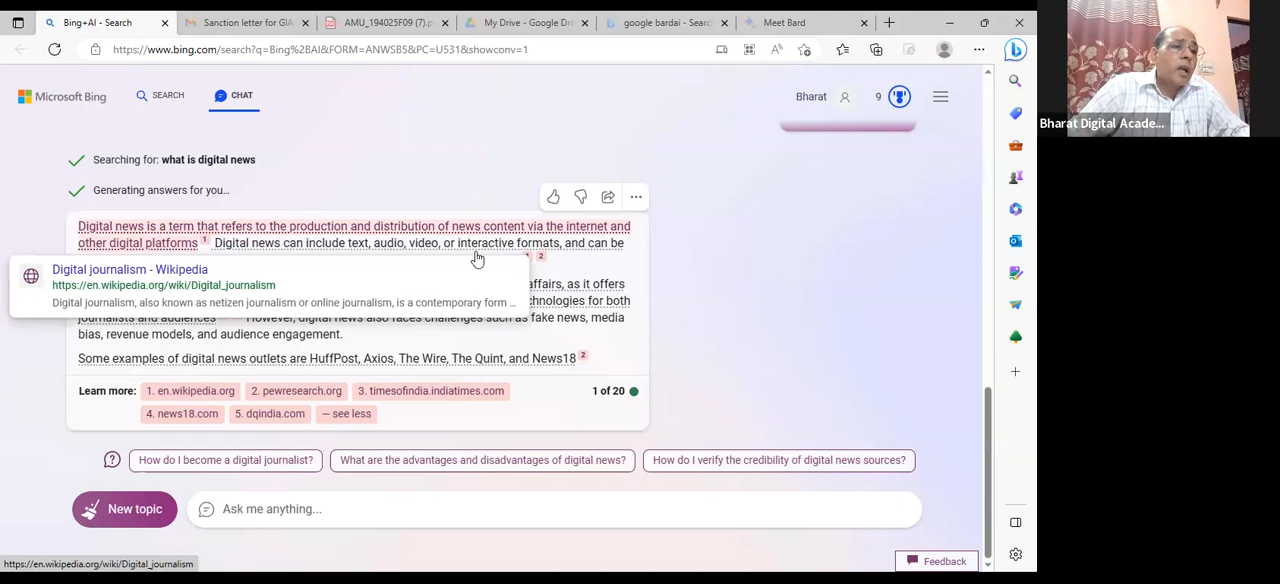 Bing+AI - Search
Sanction letter for GIA
AMU_194025F09 (7).p
My Drive - Google Dri
google bardai - Searc
Meet Bard
https://www.bing.com/search?q=Bing%2BAI&FORM=ANWSB5&PC=U531&showconv=1
Microsoft Bing
SEARCH
CHAT
Bharat
9
Bharat Digital Acade...
Searching for: what is digital news
Generating answers for you...
Digital news is a term that refers to the production and distribution of news content via the internet and
other digital platforms 1 Digital news can include text, audio, video, or interactive formats, and can be
1 2
Digital journalism - Wikipedia
https://en.wikipedia.org/wiki/Digital_journalism
Digital journalism, also known as netizen journalism or online journalism, is a contemporary form ...
affairs, as it offers
chnologies for both
journalists and audiences However, digital news also faces challenges such as fake news, media
bias, revenue models, and audience engagement.
Some examples of digital news outlets are HuffPost, Axios, The Wire, The Quint, and News18 2
Learn more: 1. en.wikipedia.org 2. pewresearch.org 3. timesofindia.indiatimes.com 1 of 20
4. news18.com 5. dqindia.com — see less
How do I become a digital journalist? What are the advantages and disadvantages of digital news? How do I verify the credibility of digital news sources?
New topic
Ask me anything...
https://en.wikipedia.org/wiki/Digital_journalism
Feedback